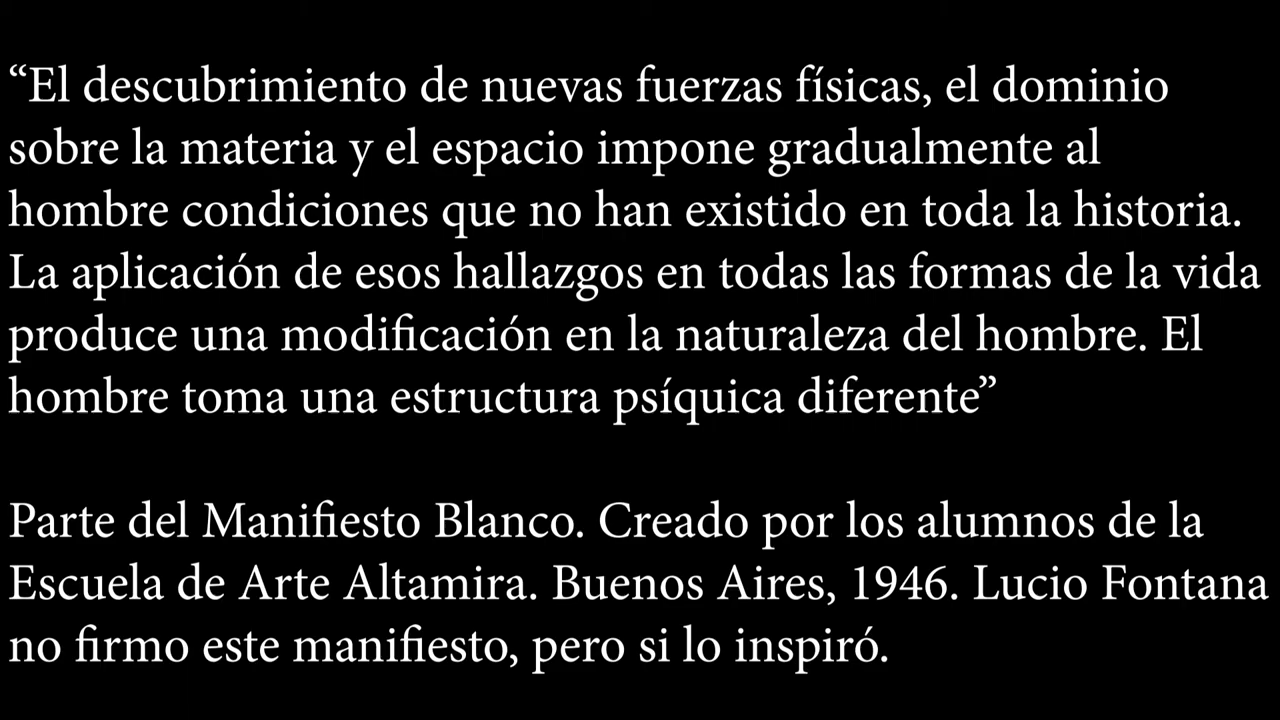 “El descubrimiento de nuevas fuerzas físicas, el dominio
sobre la materia y el espacio impone gradualmente al
hombre condiciones que no han existido en toda la historia.
La aplicación de esos hallazgos en todas las formas de la vida
produce una modificación en la naturaleza del hombre. El
hombre toma una estructura psíquica diferente”
Parte del Manifiesto Blanco. Creado por los alumnos de la
Escuela de Arte Altamira. Buenos Aires, 1946. Lucio Fontana
no firmo este manifiesto, pero si lo inspiró.